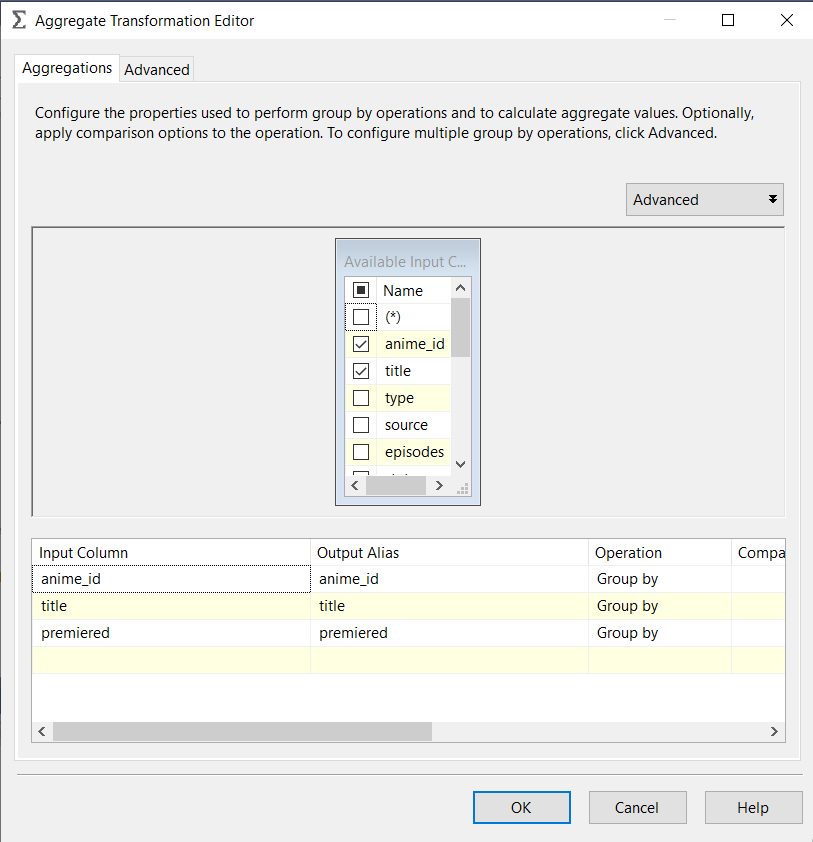 Aggregate Transformation Editor
Aggregations
Advanced
Configure the properties used to perform group by operations and to calculate aggregate values. Optionally,
apply comparison options to the operation. To configure multiple group by operations, click Advanced.
Advanced
Available Input C...
Name
(*)
anime_id
title
type
source
episodes
Input Column Output Alias Operation Compa
anime_id anime_id Group by
title title Group by
premiered premiered Group by
OK Cancel Help